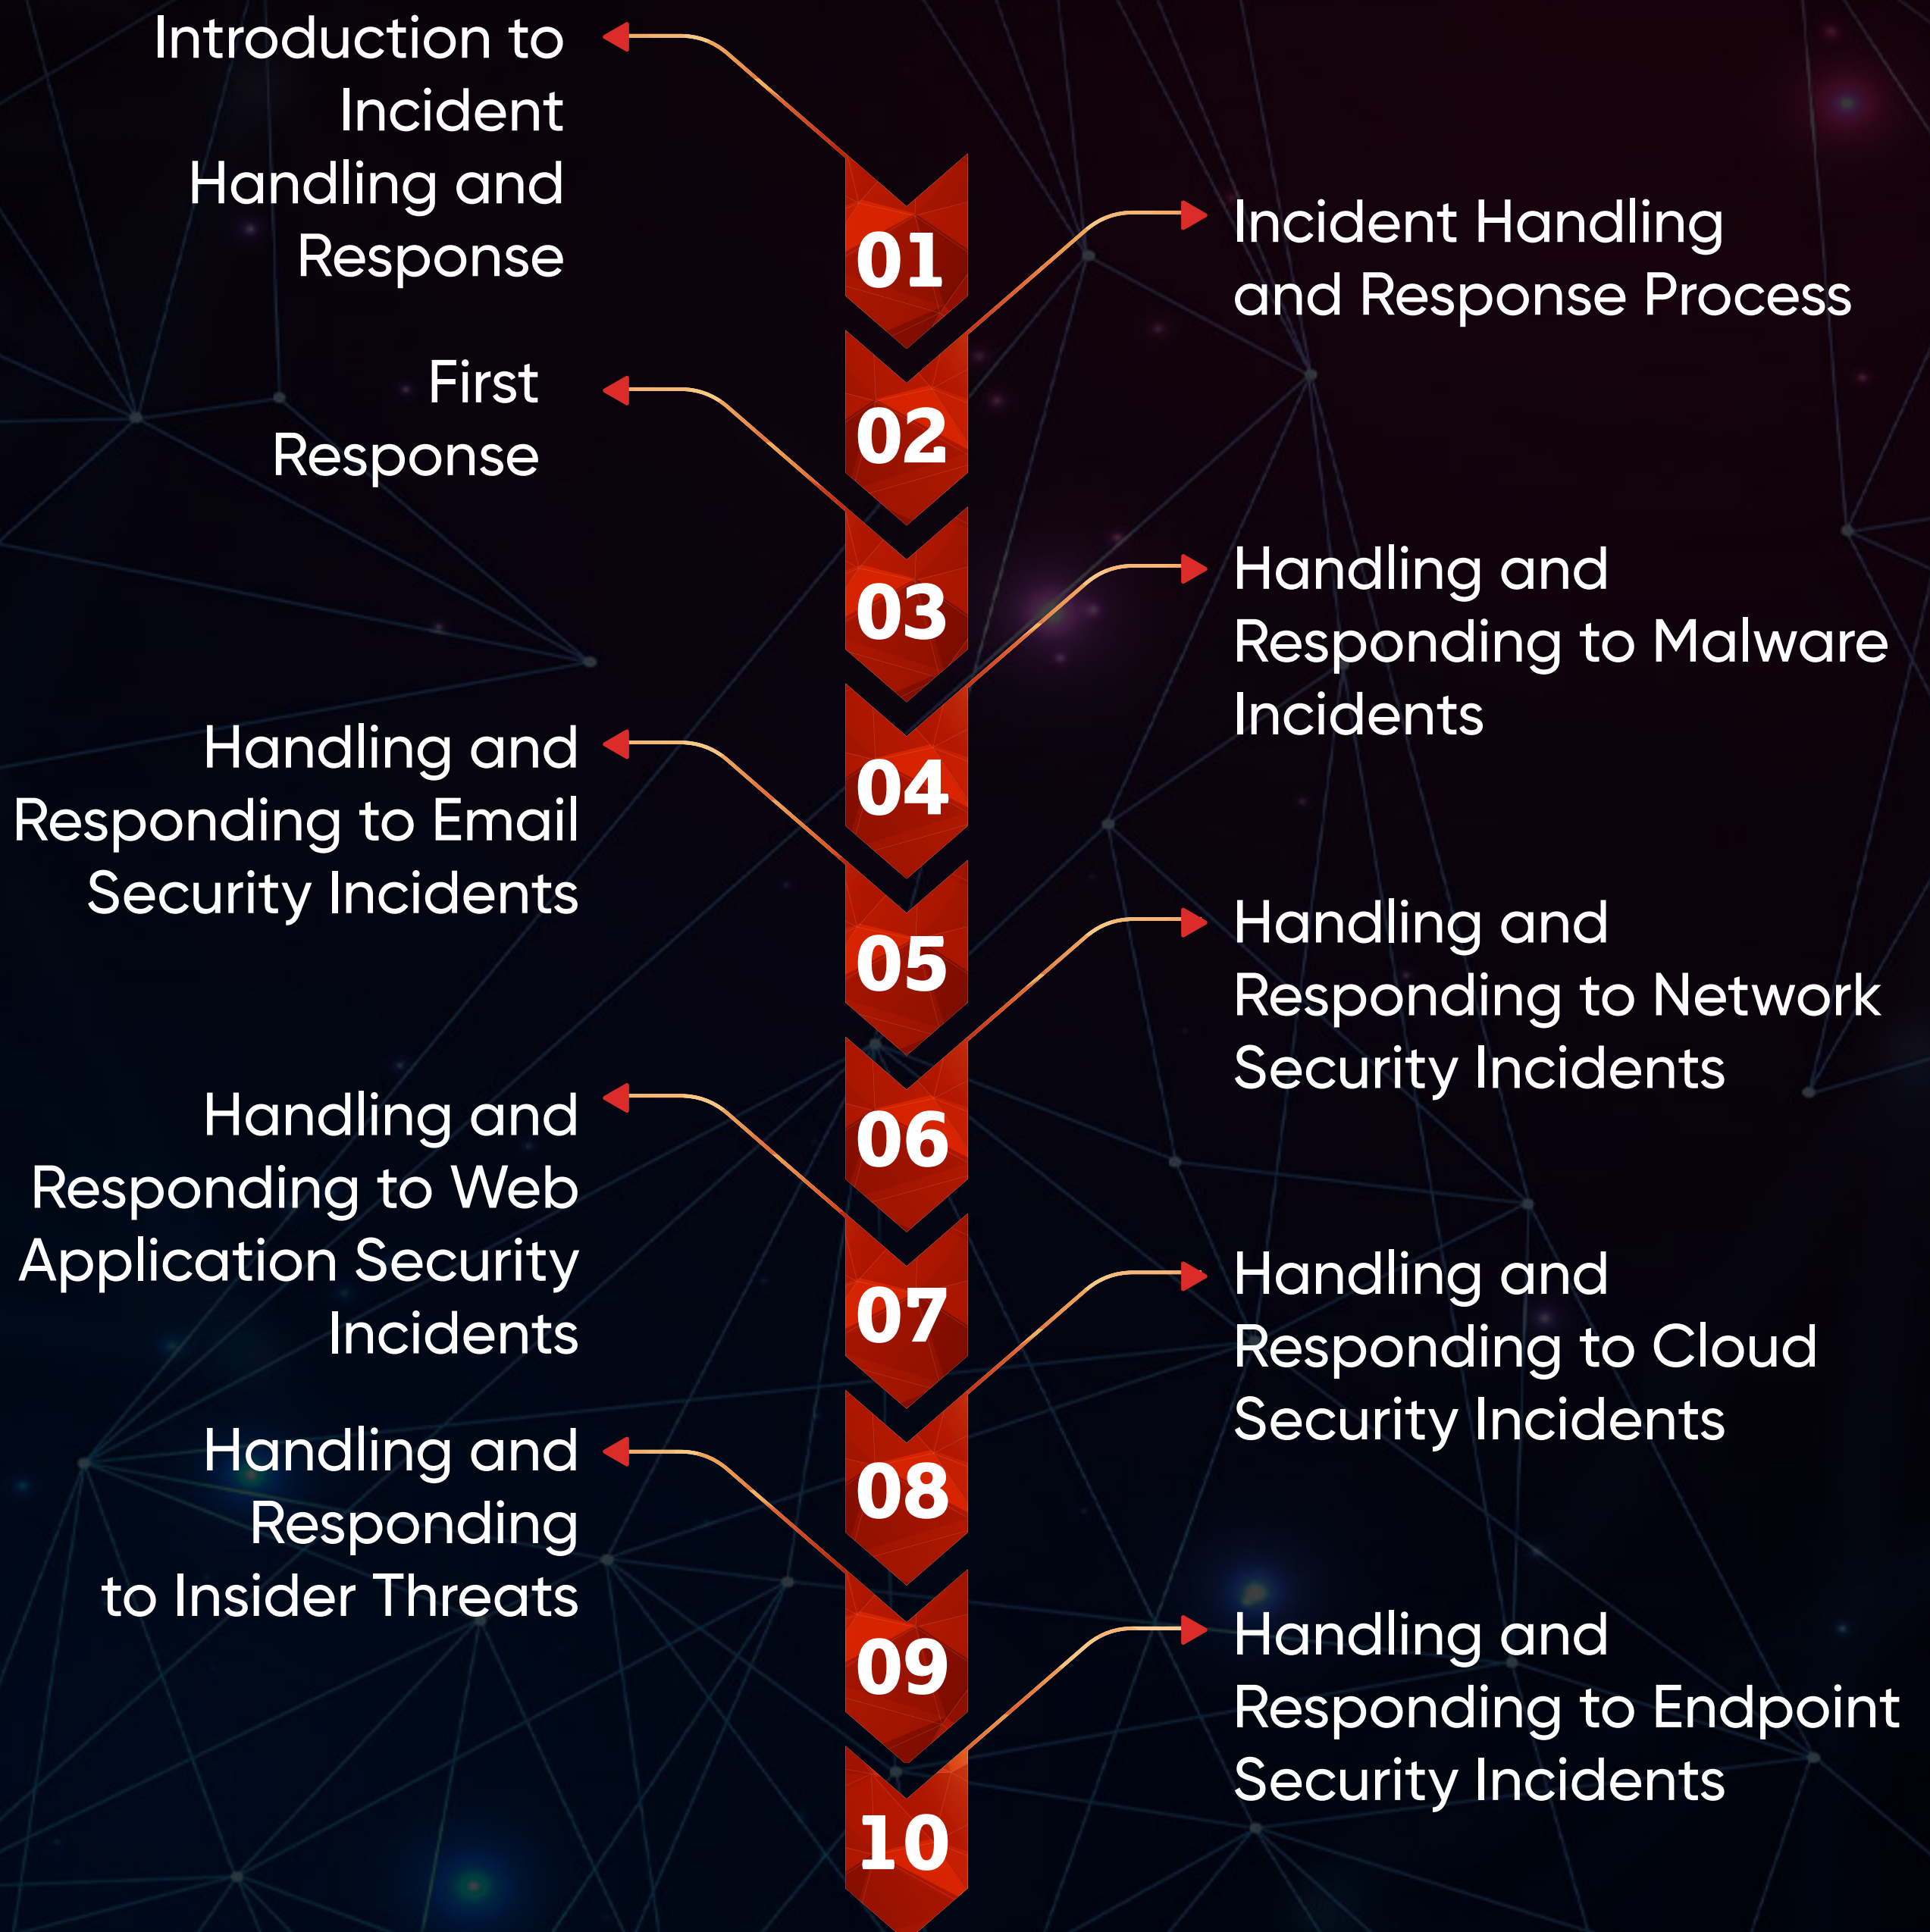 Introduction to
Incident
Handling and
Response
01
Incident Handling
and Response Process
02
First
Response
03
Handling and
Responding to Malware
Incidents
04
Handling and
Responding to Email
Security Incidents
05
Handling and
Responding to Network
Security Incidents
06
Handling and
Responding to Web
Application Security
Incidents
07
Handling and
Responding to Cloud
Security Incidents
08
Handling and
Responding
to Insider Threats
09
Handling and
Responding to Endpoint
Security Incidents
10